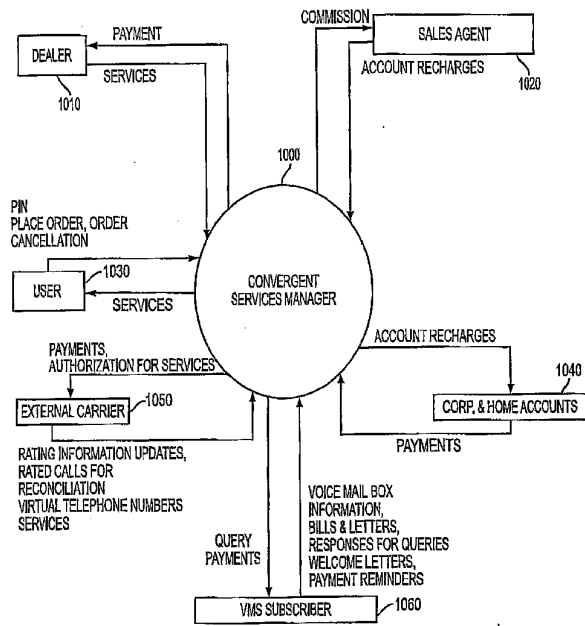 COMMISSION
PAYMENT
DEALER
SERVICES
1010
SALES AGENT
ACCOUNT RECHARGES
1020
1000
PIN
PLACE ORDER, ORDER
CANCELLATION
1030
USER
SERVICES
CONVERGENT
SERVICES MANAGER
PAYMENTS,
AUTHORIZATION FOR SERVICES
ACCOUNT RECHARGES
1050
EXTERNAL CARRIER
1040
CORP. & HOME ACCOUNTS
PAYMENTS
RATING INFORMATION UPDATES,
RATED CALLS FOR
RECONCILIATION
VIRTUAL TELEPHONE NUMBERS
SERVICES
QUERY
PAYMENTS
VOICE MAIL BOX
INFORMATION,
BILLS & LETTERS,
RESPONSES FOR QUERIES
WELCOME LETTERS,
PAYMENT REMINDERS
VMS SUBSCRIBER
1060